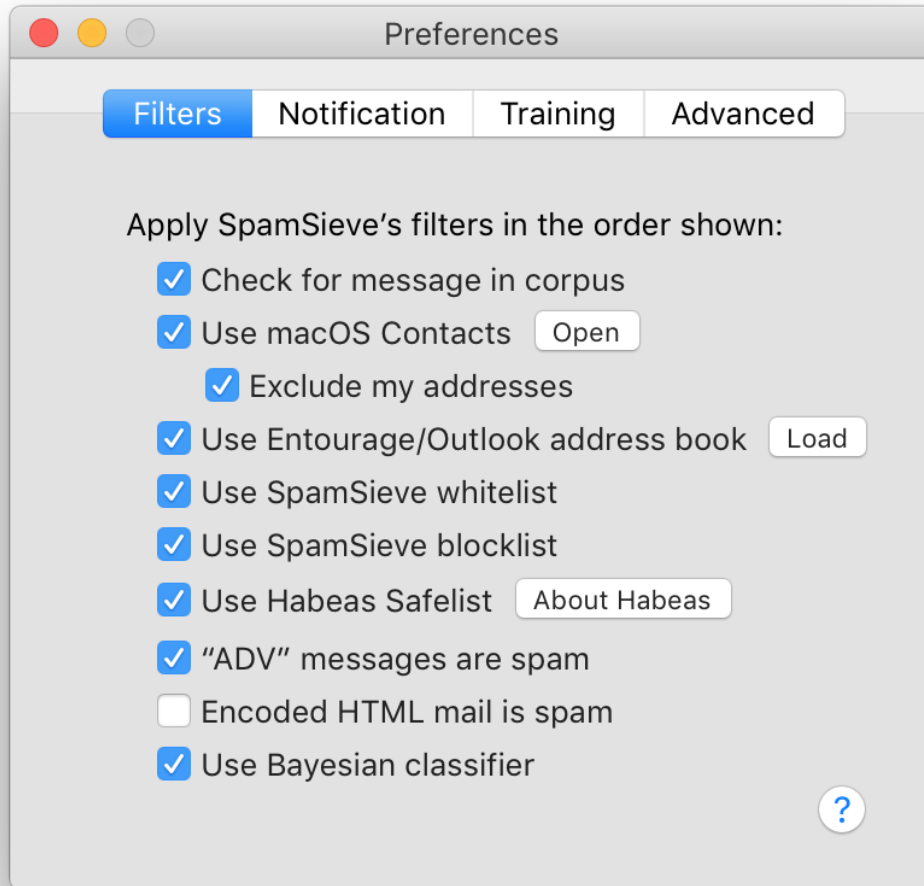 Preferences
Filters Notification Training Advanced
Apply SpamSieve’s filters in the order shown:
Check for message in corpus
Use macOS Contacts Open
Exclude my addresses
Use Entourage/Outlook address book Load
Use SpamSieve whitelist
Use SpamSieve blocklist
Use Habeas Safelist About Habeas
“ADV” messages are spam
Encoded HTML mail is spam
Use Bayesian classifier
?